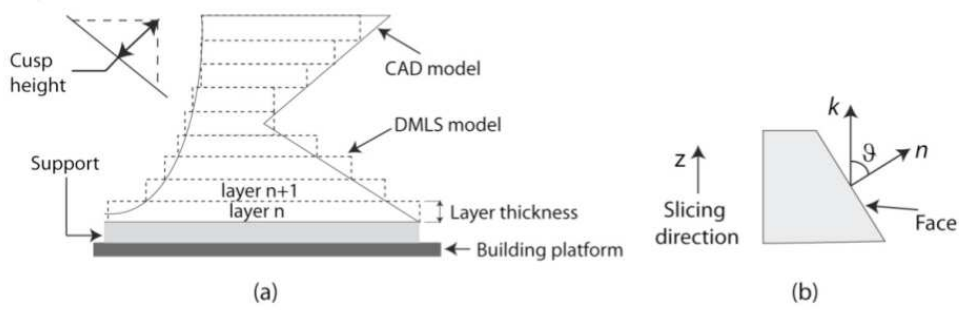 Cusp
height
CAD model
DMLS model
Support
layer n+1
layer n
Layer thickness
Building platform
(a)
k
ϑ
n
z
Slicing
direction
Face
(b)